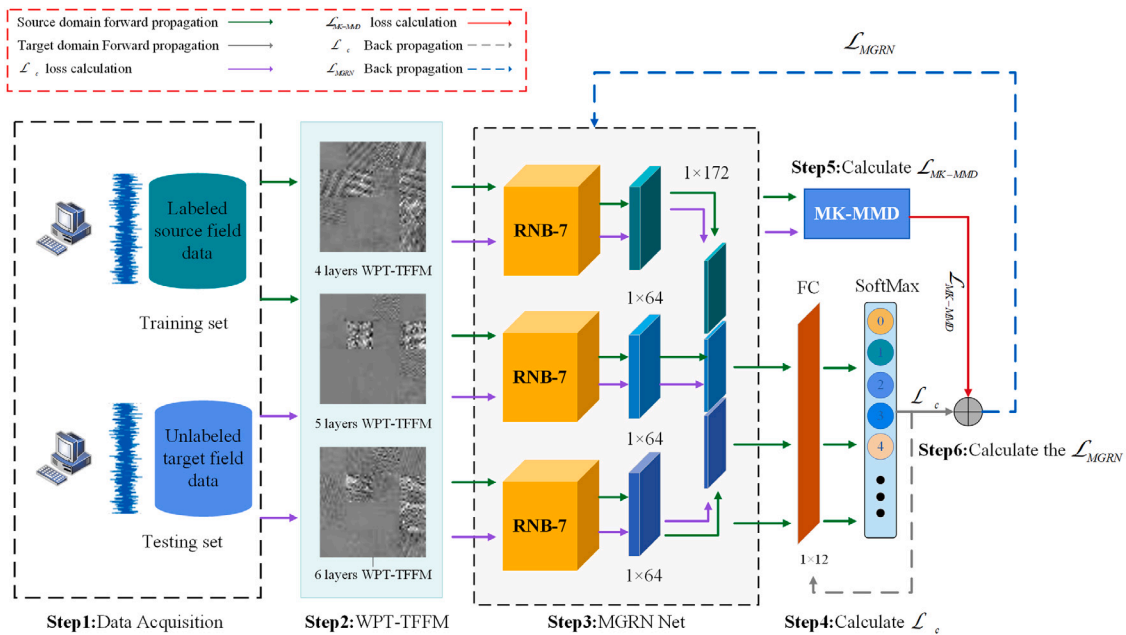 Source domain forward propagation
ℒMK−MMD loss calculation
Target domain Forward propagation
ℒc Back propagation
ℒc loss calculation
ℒMGRN Back propagation
ℒMGRN
Labeled
source field
data
Training set
Unlabeled
target field
data
Testing set
4 layers WPT-TFFM
5 layers WPT-TFFM
6 layers WPT-TFFM
RNB-7
RNB-7
RNB-7
1×172
1×64
1×64
1×64
Step5:Calculate ℒMK−MMD
MK-MMD
ℒMK−MMD
FC
SoftMax
0
1
2
3
4
ℒc
1×12
Step6:Calculate the ℒMGRN
Step1:Data Acquisition
Step2:WPT-TFFM
Step3:MGRN Net
Step4:Calculate ℒc